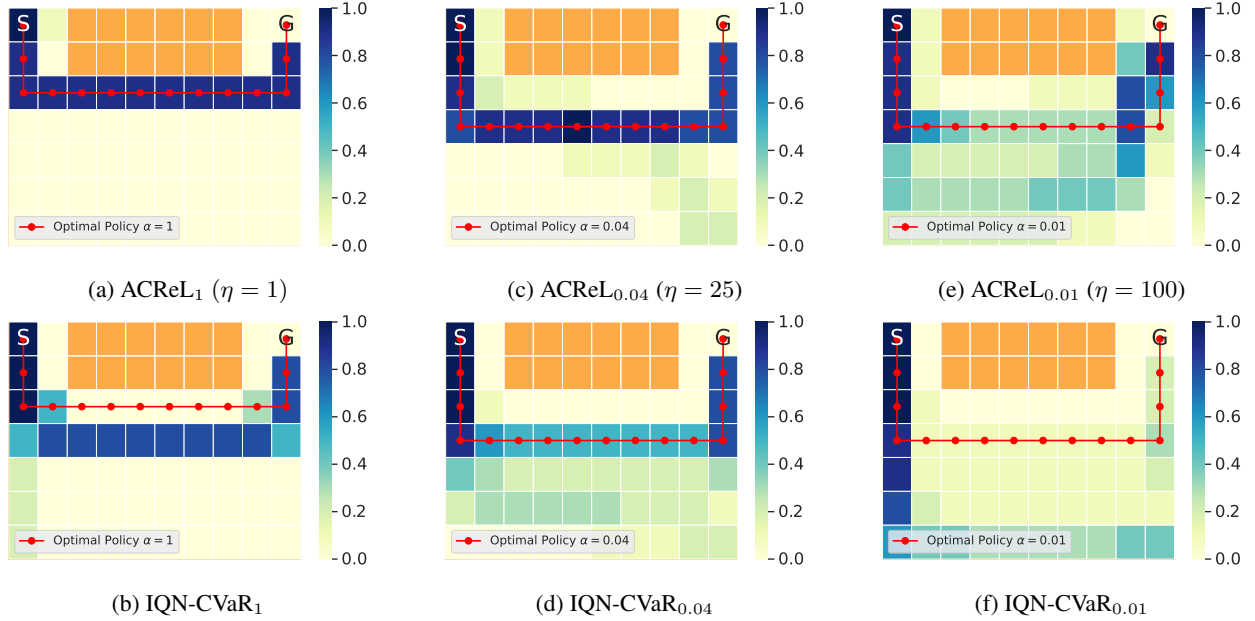 S
G
1.0
0.8
0.6
0.4
0.2
0.0
Optimal Policy α = 1
S
G
1.0
0.8
0.6
0.4
0.2
0.0
Optimal Policy α = 0.04
S
G
1.0
0.8
0.6
0.4
0.2
0.0
Optimal Policy α = 0.01
(a) ACReL₁ (η = 1)
(c) ACReL₀.₀₄ (η = 25)
(e) ACReL₀.₀₁ (η = 100)
S
G
1.0
0.8
0.6
0.4
0.2
0.0
Optimal Policy α = 1
S
G
1.0
0.8
0.6
0.4
0.2
0.0
Optimal Policy α = 0.04
S
G
1.0
0.8
0.6
0.4
0.2
0.0
Optimal Policy α = 0.01
(b) IQN-CVaR₁
(d) IQN-CVaR₀.₀₄
(f) IQN-CVaR₀.₀₁